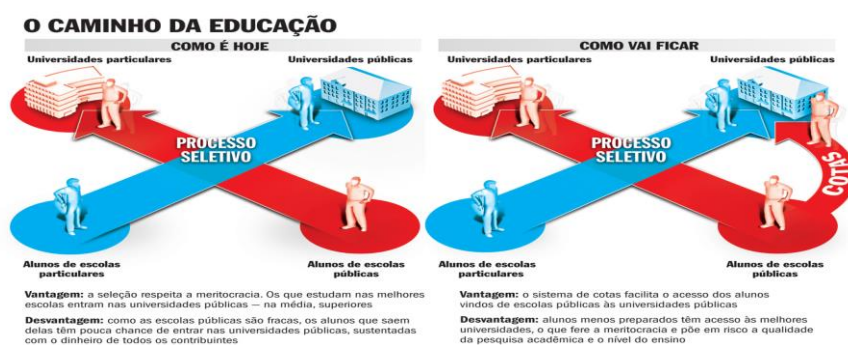 O CAMINHO DA EDUCAÇÃO
COMO É HOJE
Universidades particulares
Universidades públicas
PROCESSO
SELETIVO
Alunos de escolas
particulares
Alunos de escolas
públicas
Vantagem: a seleção respeita a meritocracia. Os que estudam nas melhores
escolas entram nas universidades públicas — na média, superiores
Desvantagem: como as escolas públicas são fracas, os alunos que saem
delas têm pouca chance de entrar nas universidades públicas, sustentadas
com o dinheiro de todos os contribuintes
COMO VAI FICAR
Universidades particulares
Universidades públicas
PROCESSO
SELETIVO
COTAS
Alunos de escolas
particulares
Alunos de escolas
públicas
Vantagem: o sistema de cotas facilita o acesso dos alunos
vindos de escolas públicas às universidades públicas
Desvantagem: alunos menos preparados têm acesso às melhores
universidades, o que fere a meritocracia e põe em risco a qualidade
da pesquisa acadêmica e o nível do ensino